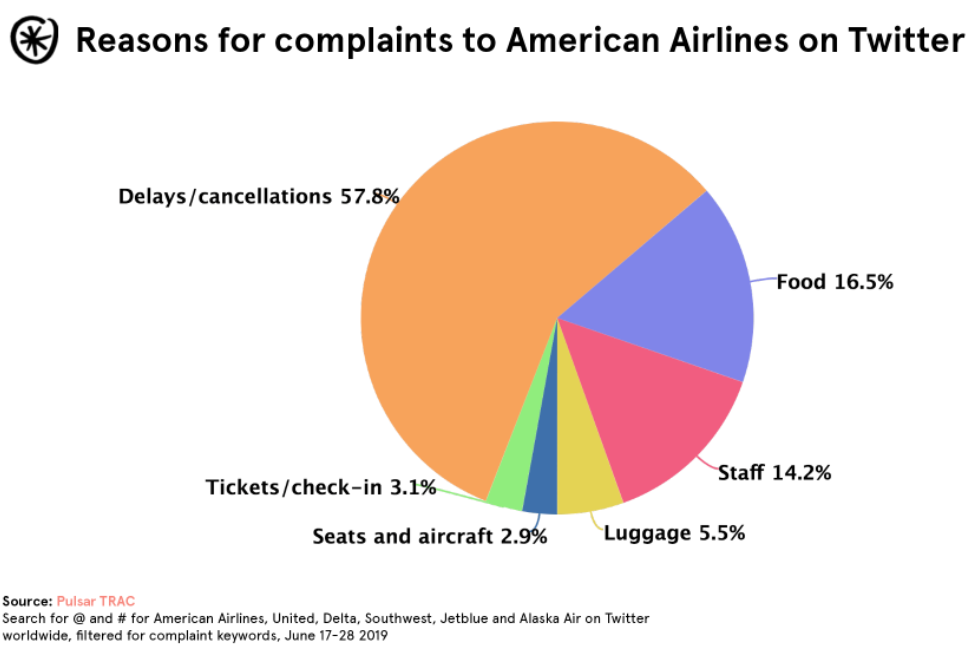 Reasons for complaints to American Airlines on Twitter
Delays/cancellations 57.8%
Food 16.5%
Staff 14.2%
Tickets/check-in 3.1%
Seats and aircraft 2.9%
Luggage 5.5%
Source: Pulsar TRAC
Search for @ and # for American Airlines, United, Delta, Southwest, Jetblue and Alaska Air on Twitter
worldwide, filtered for complaint keywords, June 17-28 2019